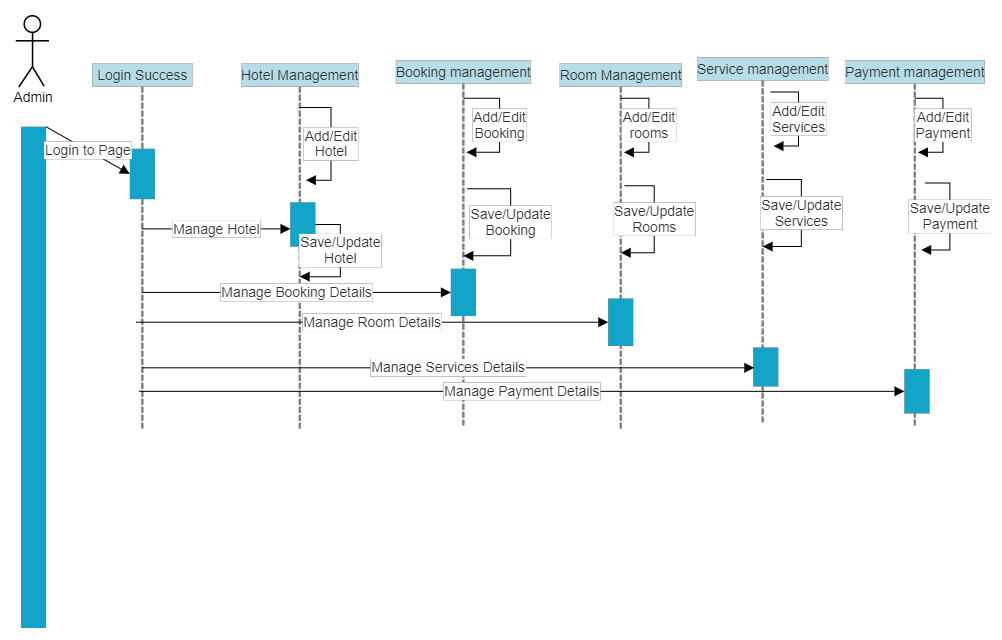 Admin
Login Success
Hotel Management
Booking management
Room Management
Service management
Payment management
Add/Edit
Hotel
Add/Edit
Booking
Add/Edit
rooms
Add/Edit
Services
Add/Edit
Payment
Login to Page
Save/Update
Booking
Save/Update
Rooms
Save/Update
Services
Save/Update
Payment
Manage Hotel
Save/Update
Hotel
Manage Booking Details
Manage Room Details
Manage Services Details
Manage Payment Details